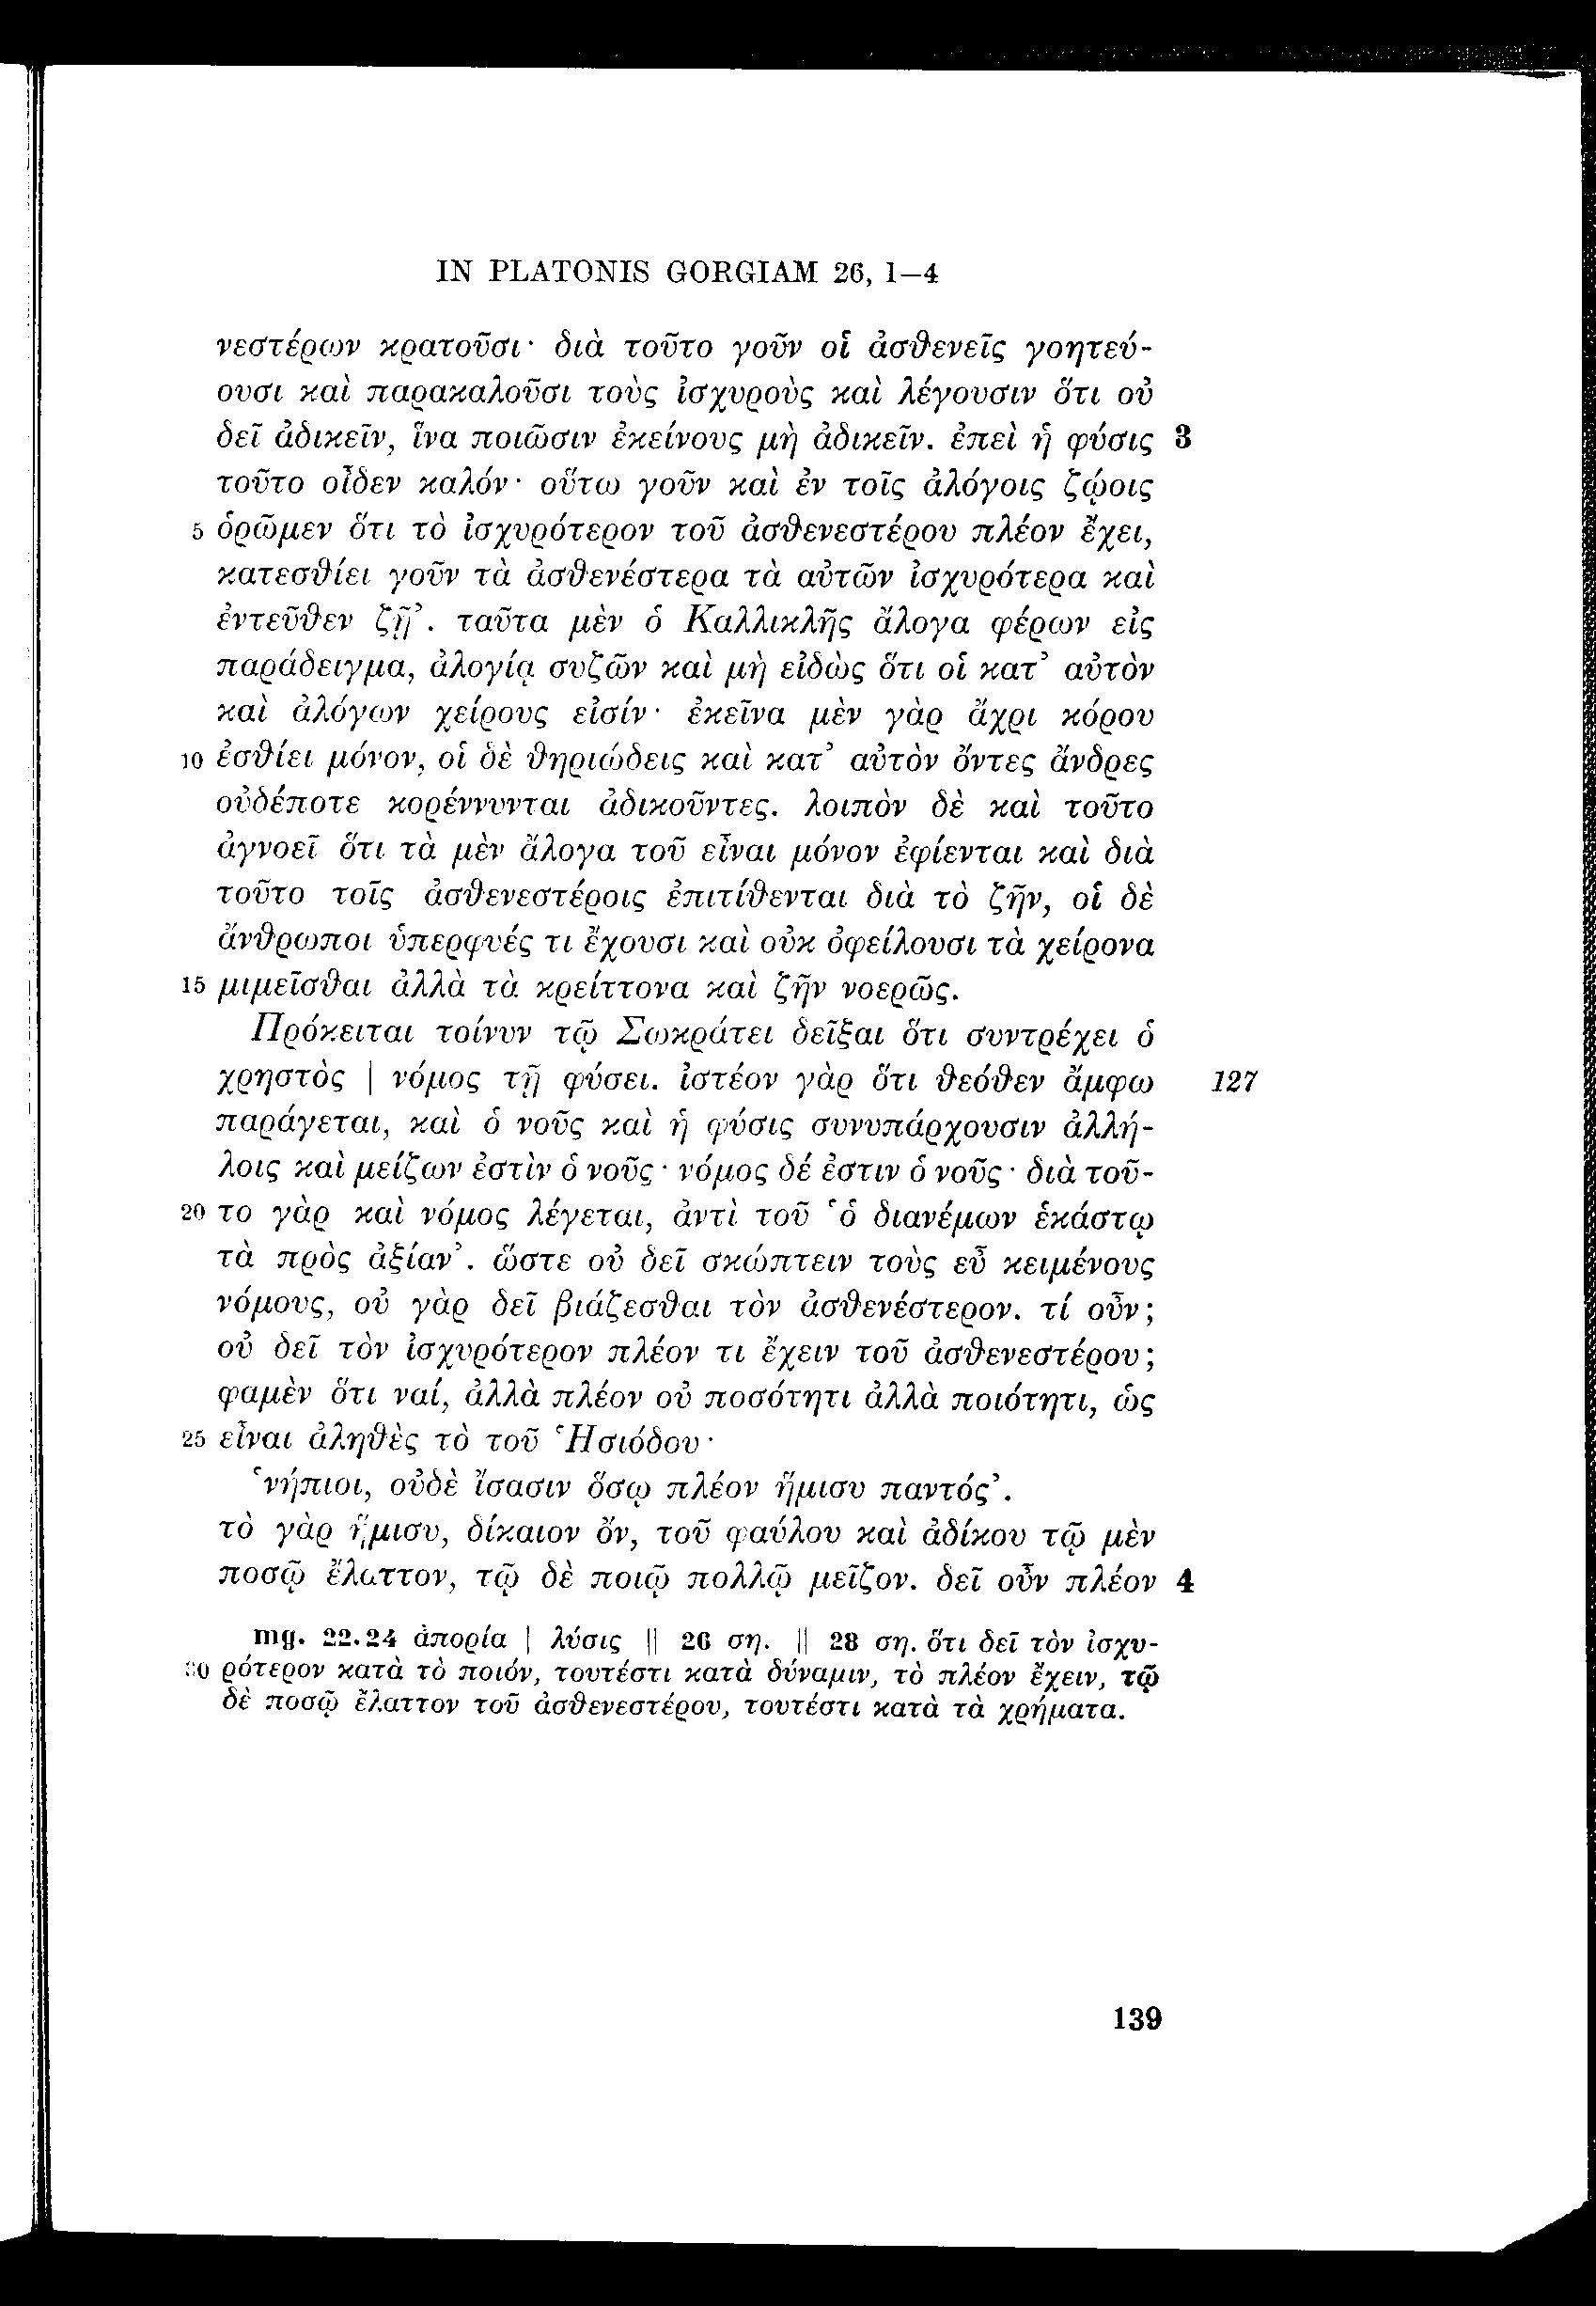 IN PLATONIS GORGIAM 26, 1–4
νεστέρων κρατοῦσι· διὰ τοῦτο γοῦν οἱ ἀσθενεῖς γοητεύ-
ουσι καὶ παρακαλοῦσι τοὺς ἰσχυροὺς καὶ λέγουσιν ὅτι οὐ
δεῖ ἀδικεῖν, ἵνα ποιῶσιν ἐκείνους μὴ ἀδικεῖν. ἐπεὶ ἡ φύσις 3
τοῦτο οἶδεν καλόν· οὕτω γοῦν καὶ ἐν τοῖς ἀλόγοις ζῴοις
5 ὁρῶμεν ὅτι τὸ ἰσχυρότερον τοῦ ἀσθενεστέρου πλέον ἔχει,
κατεσθίει γοῦν τὰ ἀσθενέστερα τὰ αὐτῶν ἰσχυρότερα καὶ
ἐντεῦθεν ζῇ’. ταῦτα μὲν ὁ Καλλικλῆς ἄλογα φέρων εἰς
παράδειγμα, ἀλογίᾳ συζῶν καὶ μὴ εἰδὼς ὅτι οἱ κατ’ αὐτὸν
καὶ ἀλόγων χείρους εἰσίν· ἐκεῖνα μὲν γὰρ ἄχρι κόρου
10 ἐσθίει μόνον, οἱ δὲ θηριώδεις καὶ κατ’ αὐτὸν ὄντες ἄνδρες
οὐδέποτε κορέννυνται ἀδικοῦντες. λοιπὸν δὲ καὶ τοῦτο
ἀγνοεῖ ὅτι τὰ μὲν ἄλογα τοῦ εἶναι μόνον ἐφίενται καὶ διὰ
τοῦτο τοῖς ἀσθενεστέροις ἐπιτίθενται διὰ τὸ ζῆν, οἱ δὲ
ἄνθρωποι ὑπερφυές τι ἔχουσι καὶ οὐκ ὀφείλουσι τὰ χείρονα
15 μιμεῖσθαι ἀλλὰ τὰ κρείττονα καὶ ζῆν νοερῶς.
Πρόκειται τοίνυν τῷ Σωκράτει δεῖξαι ὅτι συντρέχει ὁ
χρηστὸς | νόμος τῇ φύσει. ἰστέον γὰρ ὅτι θεόθεν ἄμφω 127
παράγεται, καὶ ὁ νοῦς καὶ ἡ φύσις συνυπάρχουσιν ἀλλή-
λοις καὶ μείζων ἐστὶν ὁ νοῦς· νόμος δέ ἐστιν ὁ νοῦς· διὰ τοῦ-
20 το γὰρ καὶ νόμος λέγεται, ἀντὶ τοῦ ‘ὁ διανέμων ἑκάστῳ
τὰ πρὸς ἀξίαν’. ὥστε οὐ δεῖ σκώπτειν τοὺς εὖ κειμένους
νόμους, οὐ γὰρ δεῖ βιάζεσθαι τὸν ἀσθενέστερον. τί οὖν;
οὐ δεῖ τὸν ἰσχυρότερον πλέον τι ἔχειν τοῦ ἀσθενεστέρου;
φαμὲν ὅτι ναί, ἀλλὰ πλέον οὐ ποσότητι ἀλλὰ ποιότητι, ὡς
25 εἶναι ἀληθὲς τὸ τοῦ Ἡσιόδου·
‘νήπιοι, οὐδὲ ἴσασιν ὅσῳ πλέον ἥμισυ παντός’.
τὸ γὰρ ἥμισυ, δίκαιον ὄν, τοῦ φαύλου καὶ ἀδίκου τῷ μὲν
ποσῷ ἔλαττον, τῷ δὲ ποιῷ πολλῷ μεῖζον. δεῖ οὖν πλέον 4
mg. 22.24 ἀπορία | λύσις || 26 ση. || 28 ση. ὅτι δεῖ τὸν ἰσχυ-
30 ρότερον κατὰ τὸ ποιόν, τουτέστι κατὰ δύναμιν, τὸ πλέον ἔχειν, τῷ
δὲ ποσῷ ἔλαττον τοῦ ἀσθενεστέρου, τουτέστι κατὰ τὰ χρήματα.
139